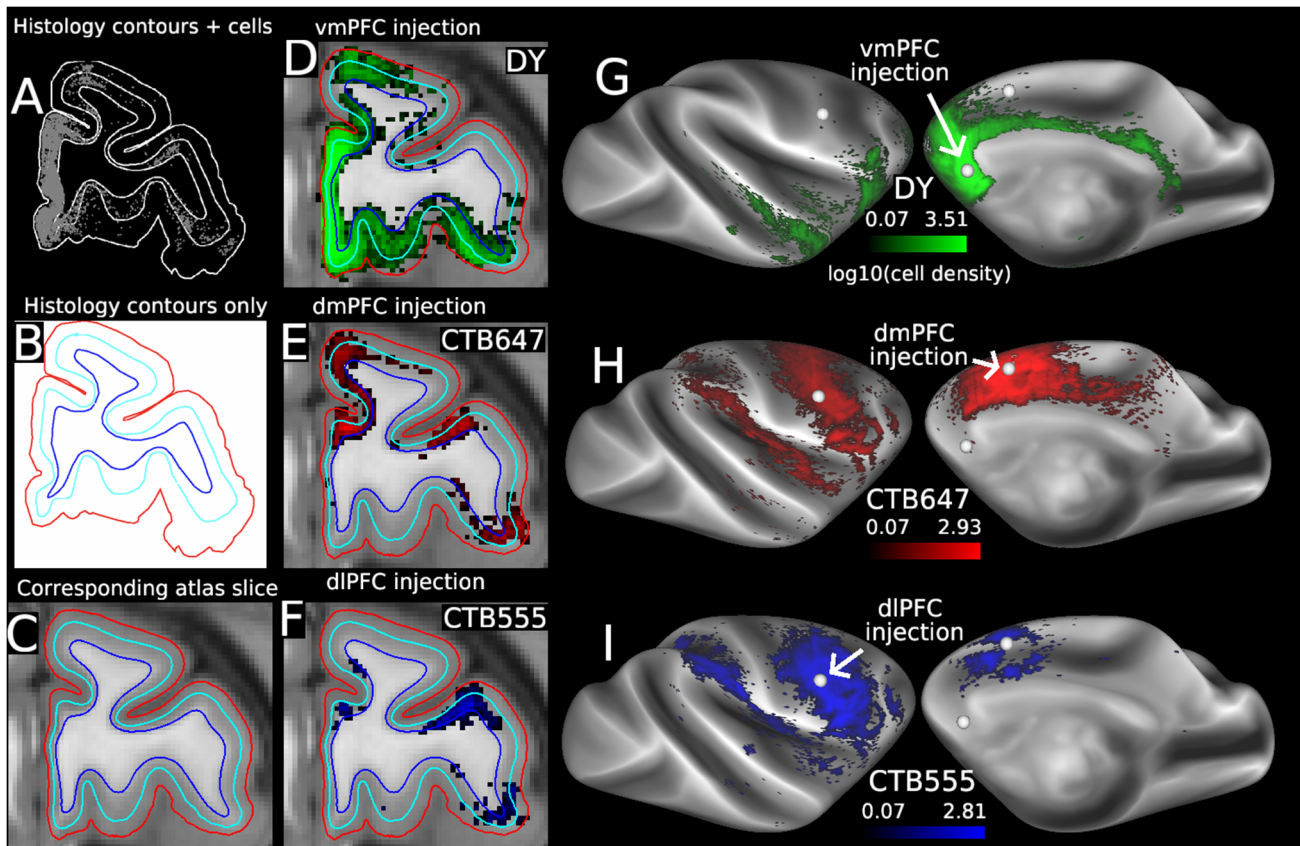 Histology contours + cells
A
vmPFC injection
D
DY
G
vmPFC
injection
DY
0.07 3.51
log10(cell density)
Histology contours only
B
dmPFC injection
E
CTB647
H
dmPFC
injection
CTB647
0.07 2.93
Corresponding atlas slice
C
dlPFC injection
F
CTB555
I
dlPFC
injection
CTB555
0.07 2.81